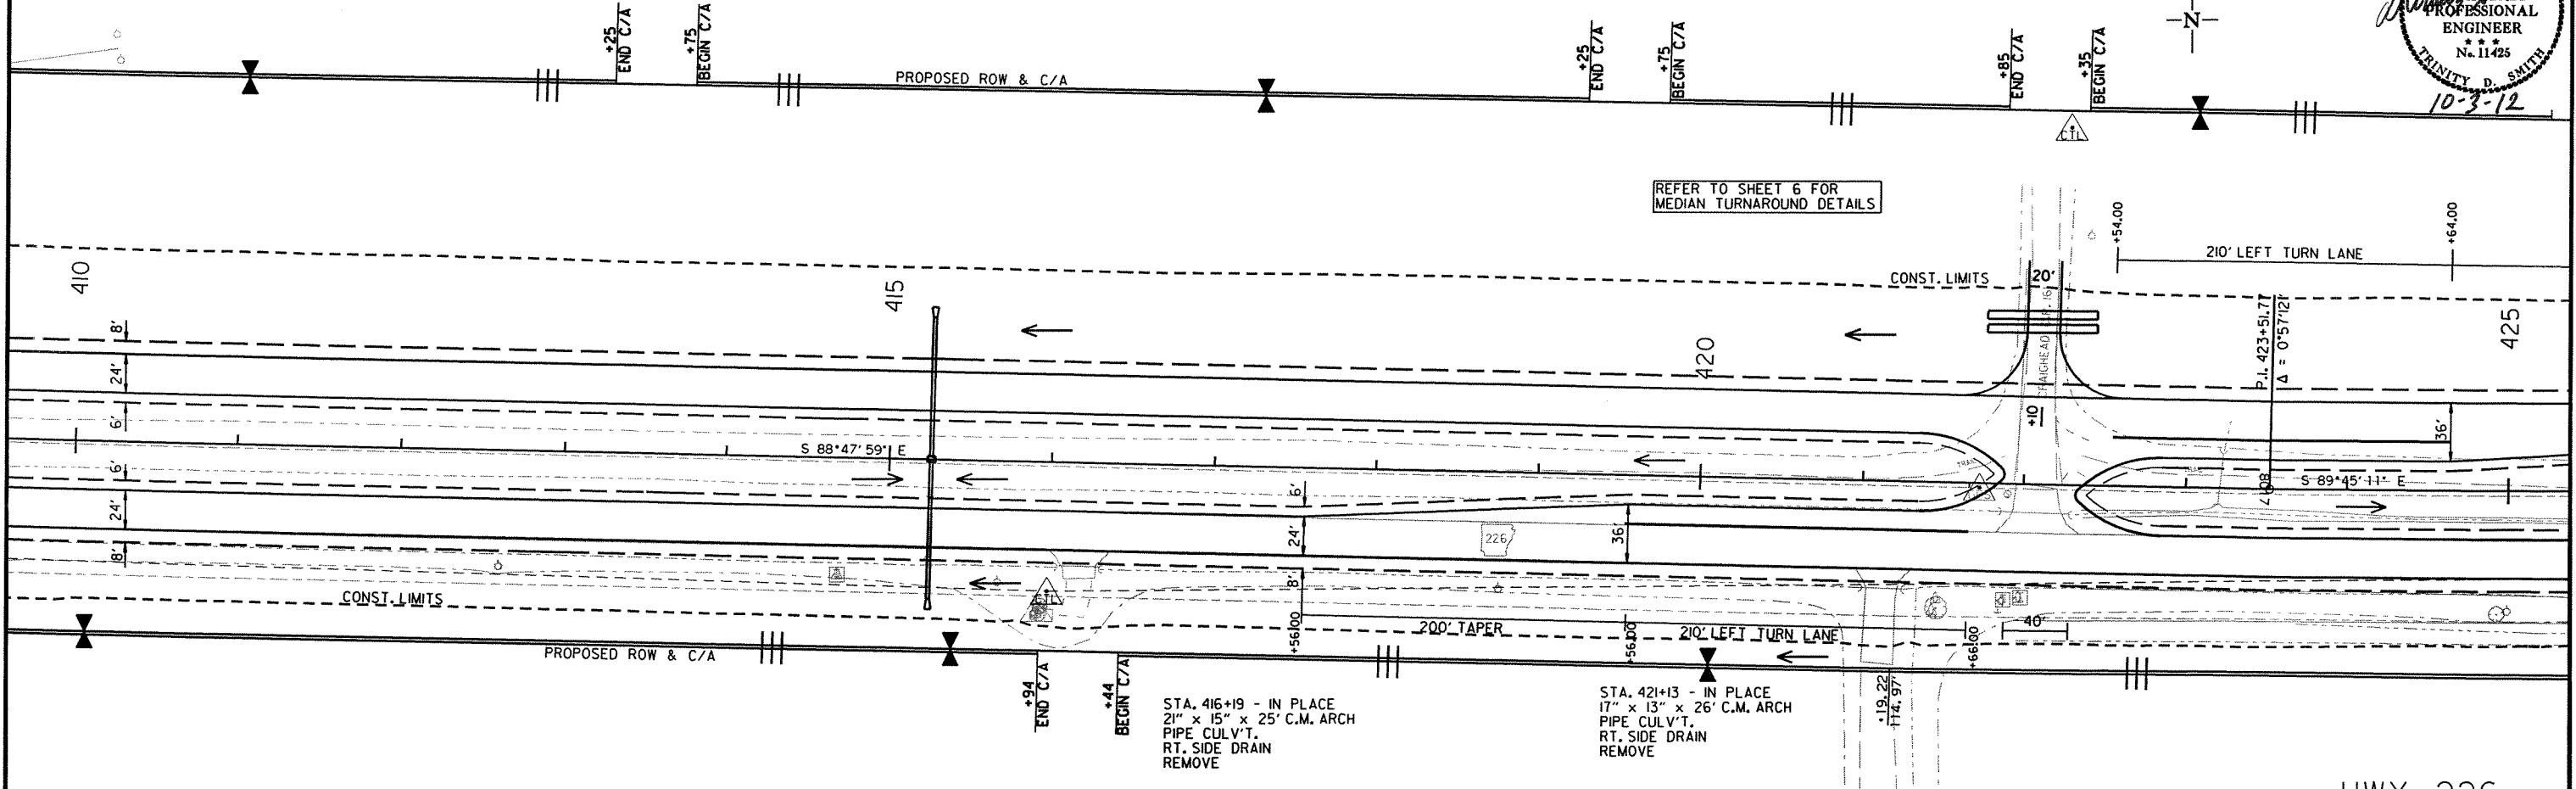 +25
END C/A
+75
BEGIN C/A
+25
END C/A
+75
BEGIN C/A
+85
END C/A
+35
BEGIN C/A
-N-
PROFESSIONAL
ENGINEER
★ ★ ★
No. 11425
TRINITY D. SMITH
10-3-12
PROPOSED ROW & C/A
CTL
REFER TO SHEET 6 FOR
MEDIAN TURNAROUND DETAILS
+54.00
210' LEFT TURN LANE
+64.00
CONST. LIMITS
20'
410
415
420
425
P.I. 423+51.77
Δ = 0°57'12"
8'
24'
6'
6'
24'
8'
+10
36'
S 88°47'59" E
S 89°45'11" E
6'
24'
8'
226
36'
CTL
CONST. LIMITS
+56.00
200' TAPER
+56.00
210' LEFT TURN LANE
+66.00
40'
PROPOSED ROW & C/A
+94
END C/A
+44
BEGIN C/A
STA. 416+19 - IN PLACE
21" x 15" x 25' C.M. ARCH
PIPE CULV'T.
RT. SIDE DRAIN
REMOVE
STA. 421+13 - IN PLACE
17" x 13" x 26' C.M. ARCH
PIPE CULV'T.
RT. SIDE DRAIN
REMOVE
+19.22
114.97'